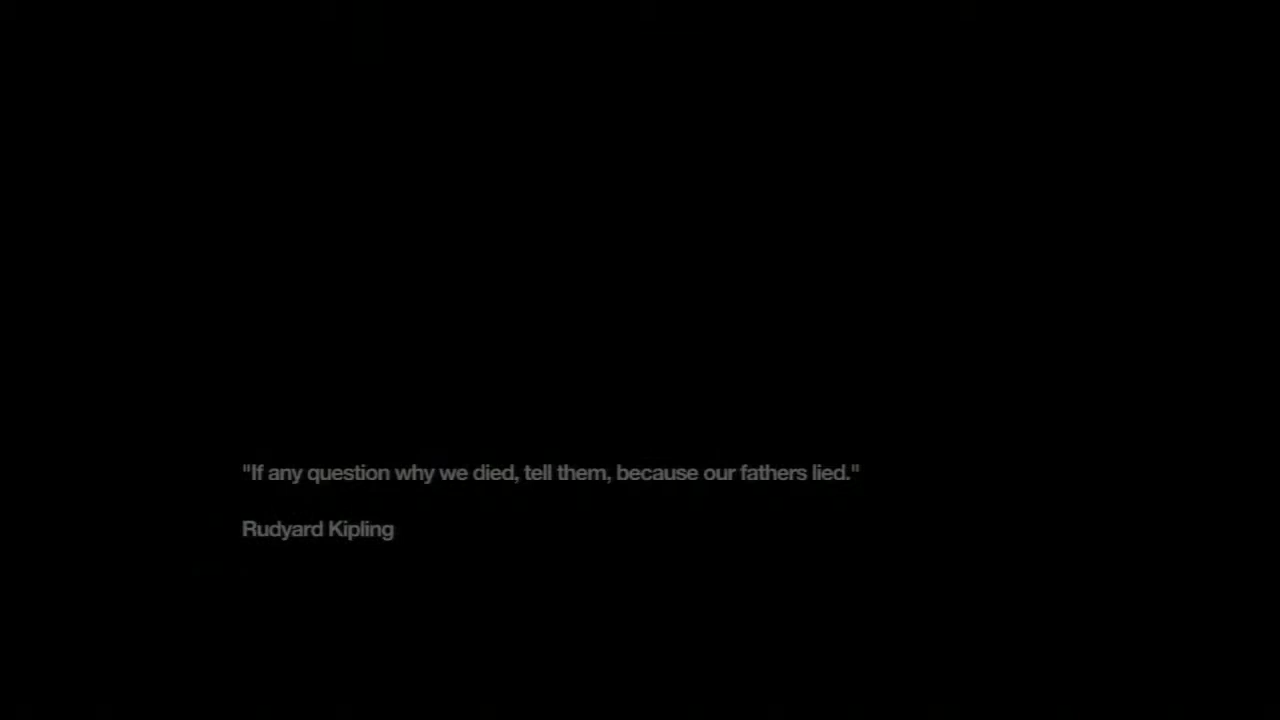 "If any question why we died, tell them, because our fathers lied."
Rudyard Kipling